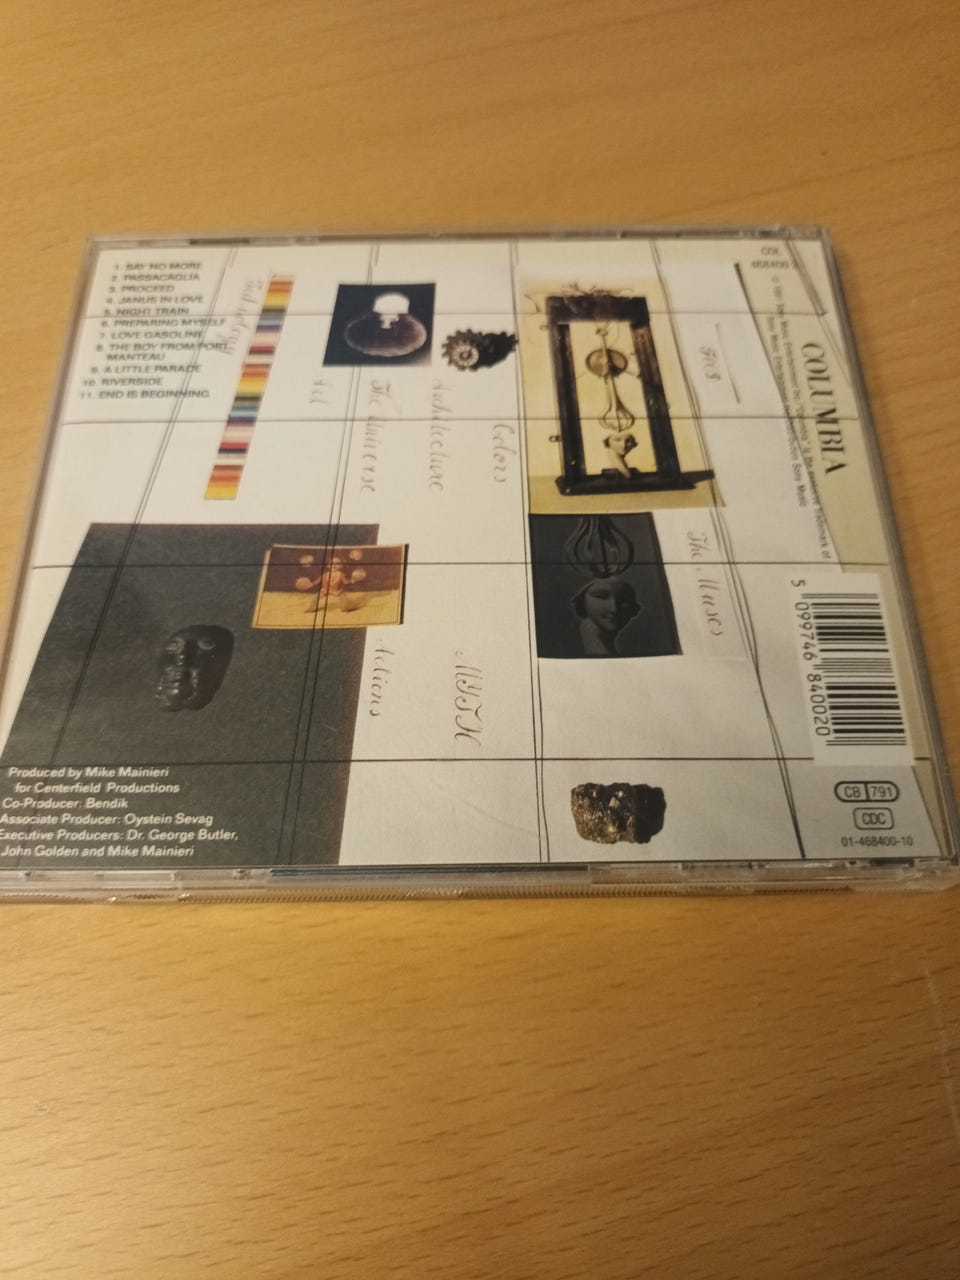 1. SAY NO MORE
2. PASSACAGLIA
3. PROCEED
4. JANUS IN LOVE
5. NIGHT TRAIN
6. PREPARING MYSELF
7. LOVE GASOLINE
8. THE BOY FROM PORT
MANTEAU
9. A LITTLE PARADE
10. RIVERSIDE
11. END IS BEGINNING
Art
The Universe
Architecture
Colors
The Muses
Actions
MYTH
COL
468400 2
COLUMBIA
5 099746 840020
Produced by Mike Mainieri
for Centerfield Productions
Co-Producer: Bendik
Associate Producer: Oystein Sevag
Executive Producers: Dr. George Butler,
John Golden and Mike Mainieri
CB 791
CDC
01-468400-10